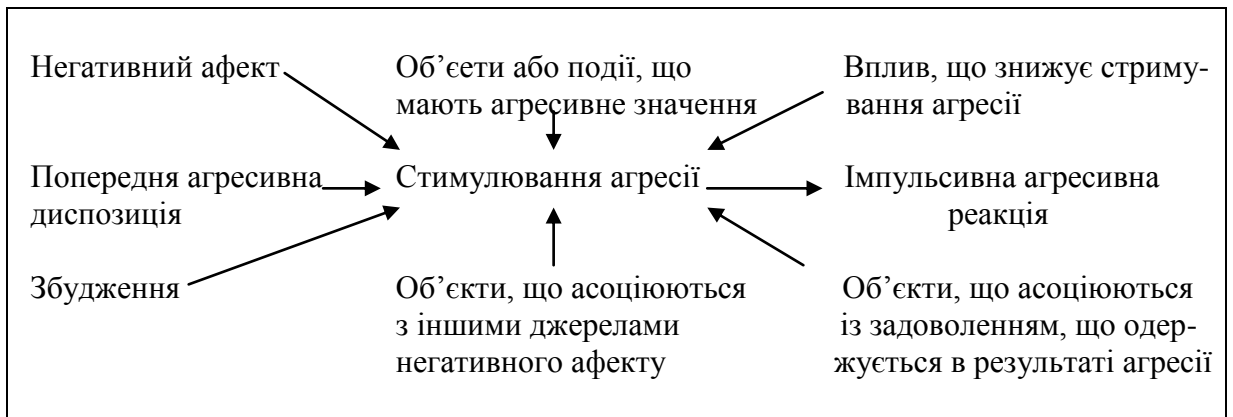 Негативний афект
Об’єети або події, що
мають агресивне значення
Вплив, що знижує стриму-
вання агресії
Попередня агресивна
диспозиція
Стимулювання агресії
Імпульсивна агресивна
реакція
Збудження
Об’єкти, що асоціюються
з іншими джерелами
негативного афекту
Об’єкти, що асоціюються
із задоволенням, що одер-
жується в результаті агресії